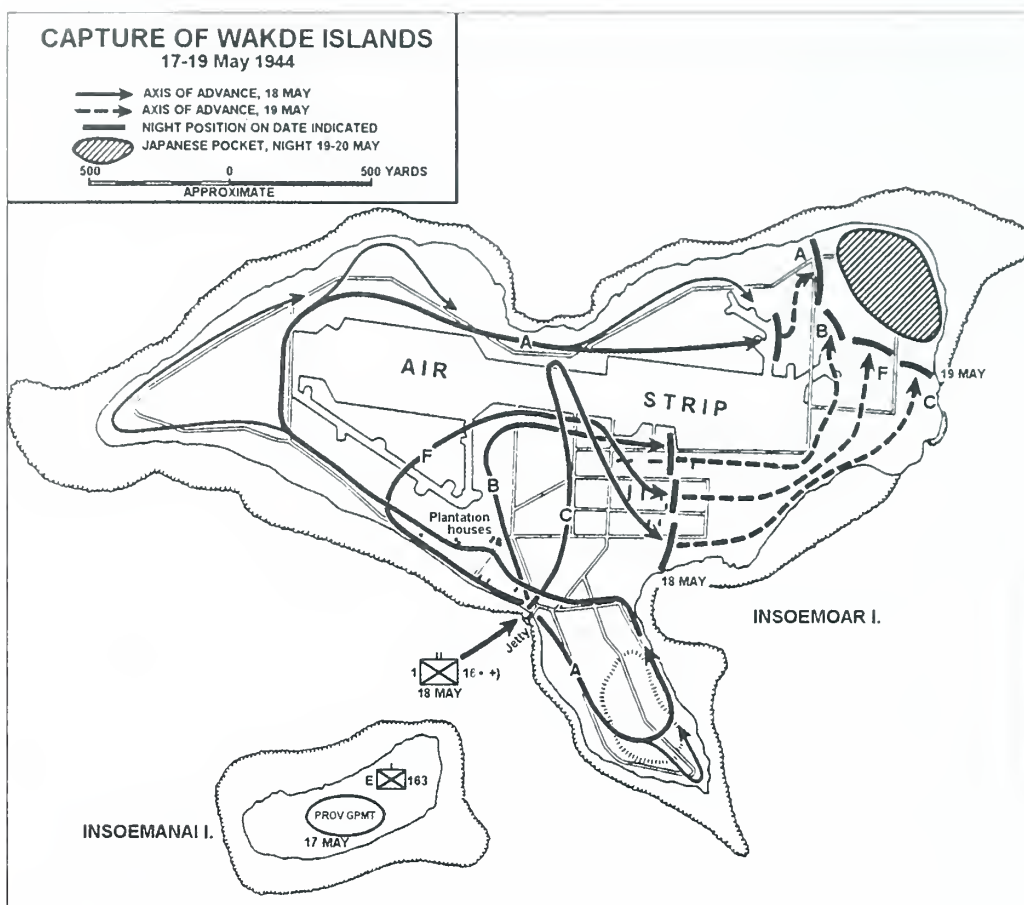 CAPTURE OF WAKDE ISLANDS
17-19 May 1944
AXIS OF ADVANCE, 18 MAY
AXIS OF ADVANCE, 19 MAY
NIGHT POSITION ON DATE INDICATED
JAPANESE POCKET, NIGHT 19-20 MAY
500 0 500 YARDS
APPROXIMATE
A
A
AIR
STRIP
B
F
C
19 MAY
F
B
C
Plantation
houses
18 MAY
INSOEMOAR I.
Jetty
A
1
18 MAY
E 163
PROV GPMT
17 MAY
INSOEMANAI I.